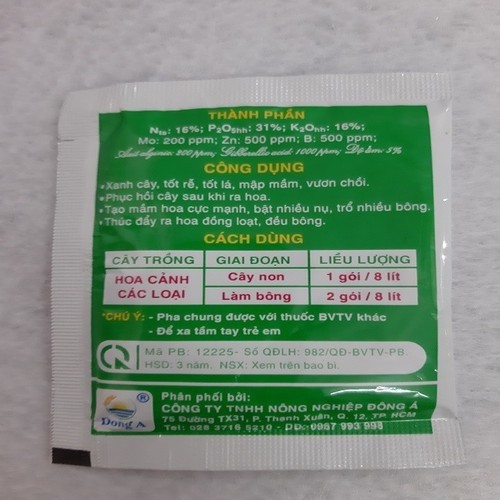 THÀNH PHẦN
Nts: 16%; P2O5hh: 31%; K2Ohh: 16%;
Mo: 200 ppm; Zn: 500 ppm; B: 500 ppm;
Axit alginic: 200 ppm; Gibberella acid: 1000 ppm; Độ ẩm: 5%
CÔNG DỤNG
•Xanh cây, tốt rễ, tốt lá, mập mầm, vươn chồi.
•Phục hồi cây sau khi ra hoa.
•Tạo mầm hoa cực mạnh, bật nhiều nụ, trổ nhiều bông.
•Thúc đẩy ra hoa đồng loạt, đều bông.
CÁCH DÙNG
CÂY TRỒNG GIAI ĐOẠN LIỀU LƯỢNG
HOA CẢNH CÁC LOẠI Cây non 1 gói / 8 lít
Làm bông 2 gói / 8 lít
*CHÚ Ý: - Pha chung được với thuốc BVTV khác
- Để xa tầm tay trẻ em
Mã PB: 12225- Số QĐLH: 982/QĐ-BVTV-PB
HSD: 3 năm. NSX: Xem trên bao bì.
Phân phối bởi:
CÔNG TY TNHH NÔNG NGHIỆP ĐÔNG Á
75 Đường TX31, P. Thạnh Xuân, Q. 12, TP. HCM
Tel: 028 3716 5210 - DĐ: 0967 993 998
Đông Á ®